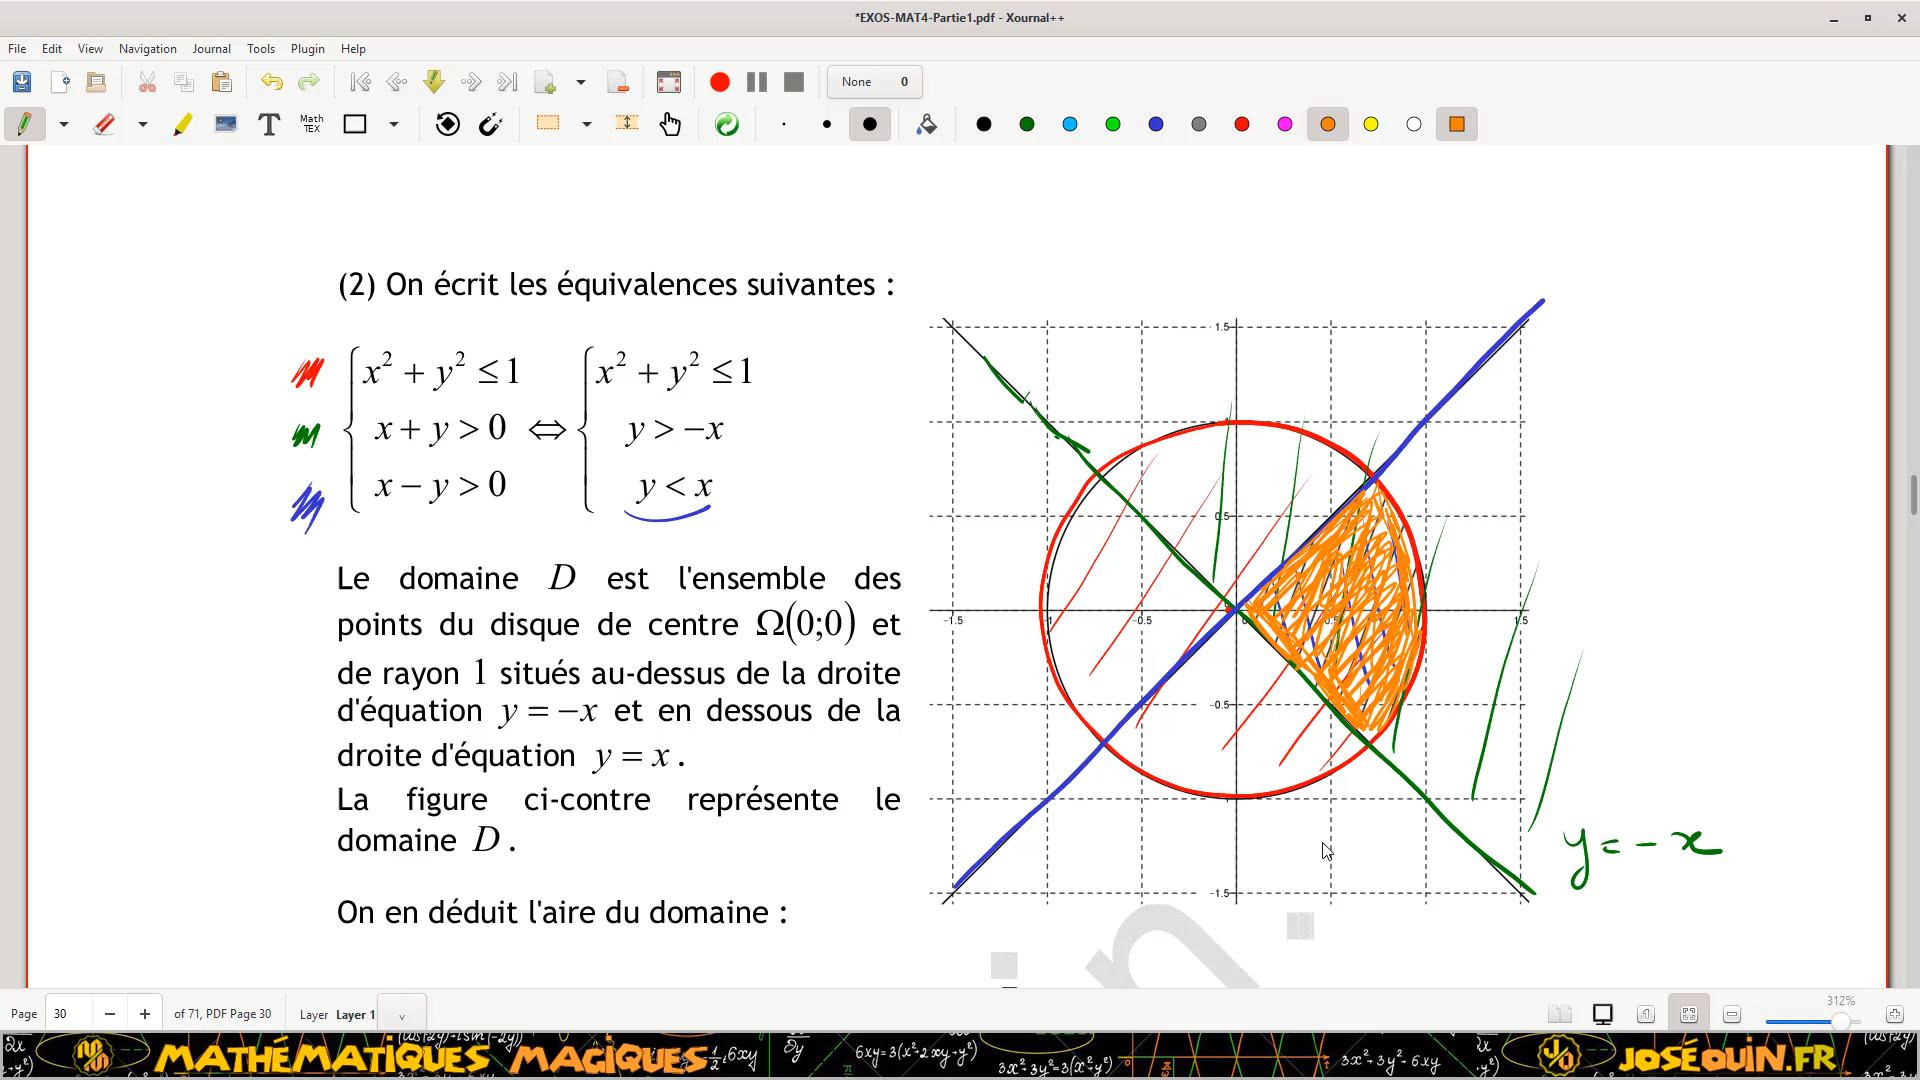 *EXOS-MAT4-Partie1.pdf - Xournal++
File Edit View Navigation Journal Tools Plugin Help
None 0
Math TEX
(2) On écrit les équivalences suivantes :
x² + y² ≤ 1 x² + y² ≤ 1
x + y > 0 ⇔ y > −x
x − y > 0 y < x
Le domaine D est l'ensemble des
points du disque de centre Ω(0;0) et
de rayon 1 situés au-dessus de la droite
d'équation y = −x et en dessous de la
droite d'équation y = x .
La figure ci-contre représente le
domaine D .
On en déduit l'aire du domaine :
1.5
0.5
-1.5 -0.5 1.5
-0.5
-1.5
y = - x
Page 30 of 71, PDF Page 30 Layer Layer 1
312%
MATHÉMATIQUES MAGIQUES
JOSÉQUIN.FR